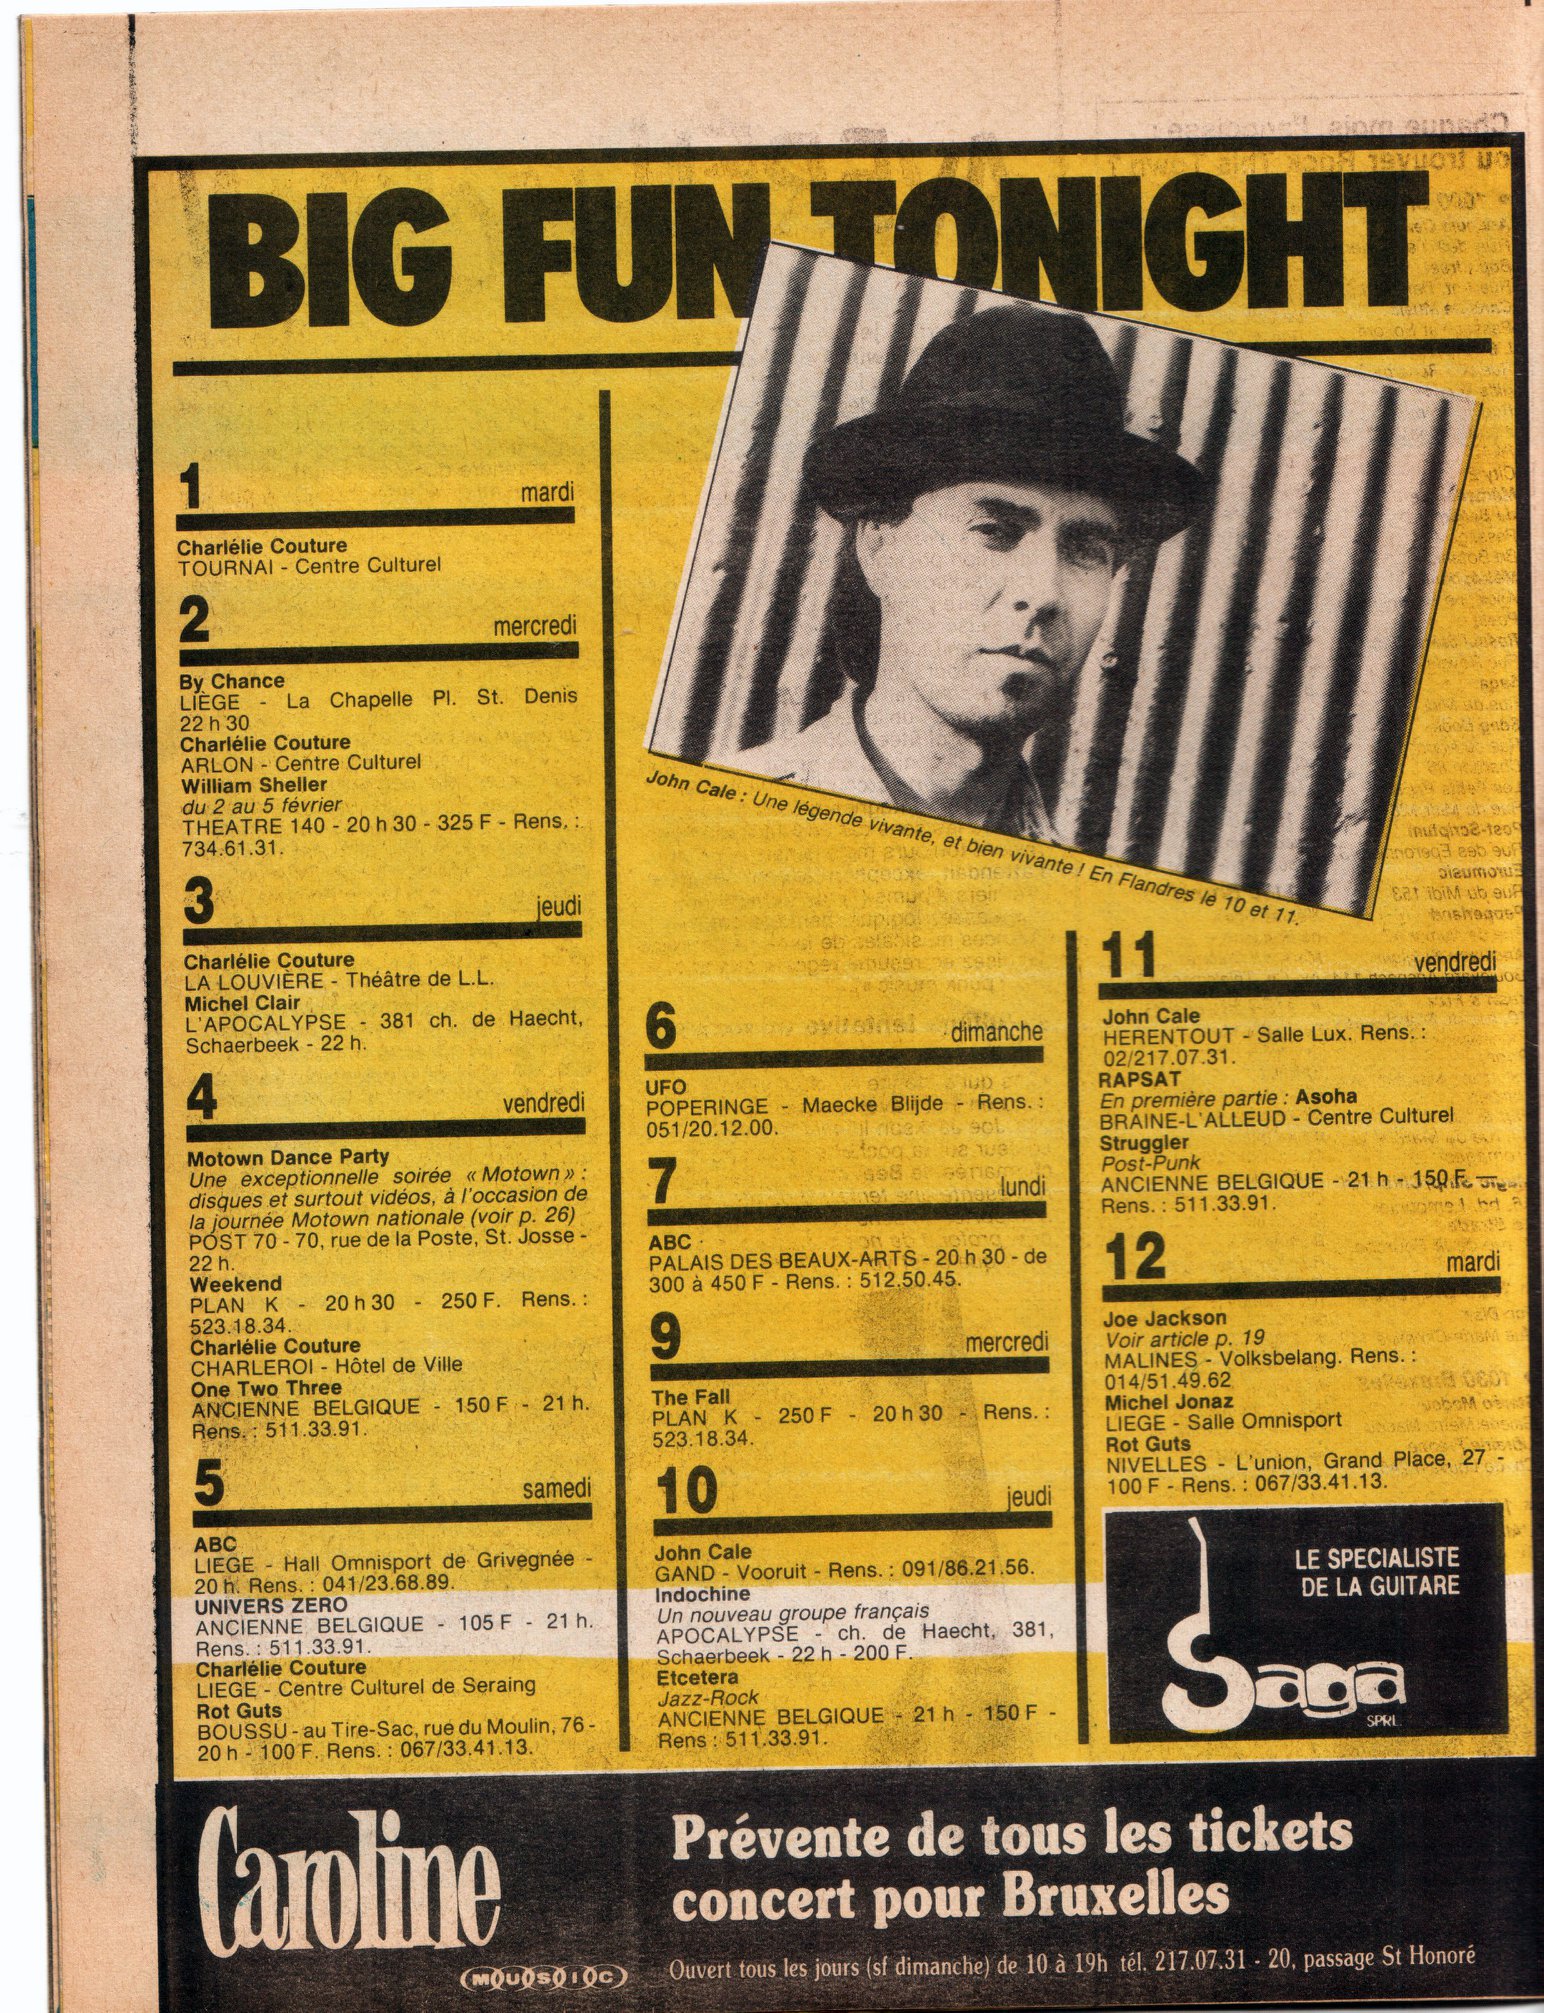 BIG FUN TONIGHT
John Cale : Une légende vivante, et bien vivante ! En Flandres le 10 et 11.
1 mardi
Charlélie Couture
TOURNAI - Centre Culturel
2 mercredi
By Chance
LIÈGE - La Chapelle Pl. St. Denis
22 h 30
Charlélie Couture
ARLON - Centre Culturel
William Sheller
du 2 au 5 février
THEATRE 140 - 20 h 30 - 325 F - Rens. :
734.61.31.
3 jeudi
Charlélie Couture
LA LOUVIÈRE - Théâtre de L.L.
Michel Clair
L'APOCALYPSE - 381 ch. de Haecht,
Schaerbeek - 22 h.
4 vendredi
Motown Dance Party
Une exceptionnelle soirée « Motown » :
disques et surtout vidéos, à l'occasion de
la journée Motown nationale (voir p. 26)
POST 70 - 70, rue de la Poste, St. Josse -
22 h.
Weekend
PLAN K - 20 h 30 - 250 F. Rens. :
523.18.34.
Charlélie Couture
CHARLEROI - Hôtel de Ville
One Two Three
ANCIENNE BELGIQUE - 150 F - 21 h.
Rens. : 511.33.91.
5 samedi
ABC
LIEGE - Hall Omnisport de Grivegnée -
20 h. Rens. : 041/23.68.89.
UNIVERS ZERO
ANCIENNE BELGIQUE - 105 F - 21 h.
Rens. : 511.33.91.
Charlélie Couture
LIEGE - Centre Culturel de Seraing
Rot Guts
BOUSSU - au Tire-Sac, rue du Moulin, 76 -
20 h - 100 F. Rens. : 067/33.41.13.
6 dimanche
UFO
POPERINGE - Maecke Blijde - Rens. :
051/20.12.00.
7 lundi
ABC
PALAIS DES BEAUX-ARTS - 20 h 30 - de
300 à 450 F - Rens. : 512.50.45.
9 mercredi
The Fall
PLAN K - 250 F - 20 h 30 - Rens. :
523.18.34.
10 jeudi
John Cale
GAND - Vooruit - Rens. : 091/86.21.56.
Indochine
Un nouveau groupe français
APOCALYPSE - ch. de Haecht, 381,
Schaerbeek - 22 h - 200 F.
Etcetera
Jazz-Rock
ANCIENNE BELGIQUE - 21 h - 150 F -
Rens : 511.33.91.
11 vendredi
John Cale
HERENTOUT - Salle Lux. Rens. :
02/217.07.31.
RAPSAT
En première partie : Asoha
BRAINE-L'ALLEUD - Centre Culturel
Struggler
Post-Punk
ANCIENNE BELGIQUE - 21 h - 150 F -
Rens. : 511.33.91.
12 mardi
Joe Jackson
Voir article p. 19
MALINES - Volksbelang. Rens. :
014/51.49.62
Michel Jonaz
LIEGE - Salle Omnisport
Rot Guts
NIVELLES - L'union, Grand Place, 27 -
100 F - Rens. : 067/33.41.13.
LE SPECIALISTE
DE LA GUITARE
Saga
SPRL
Caroline
MUSIC
Prévente de tous les tickets
concert pour Bruxelles
Ouvert tous les jours (sf dimanche) de 10 à 19h tél. 217.07.31 - 20, passage St Honoré